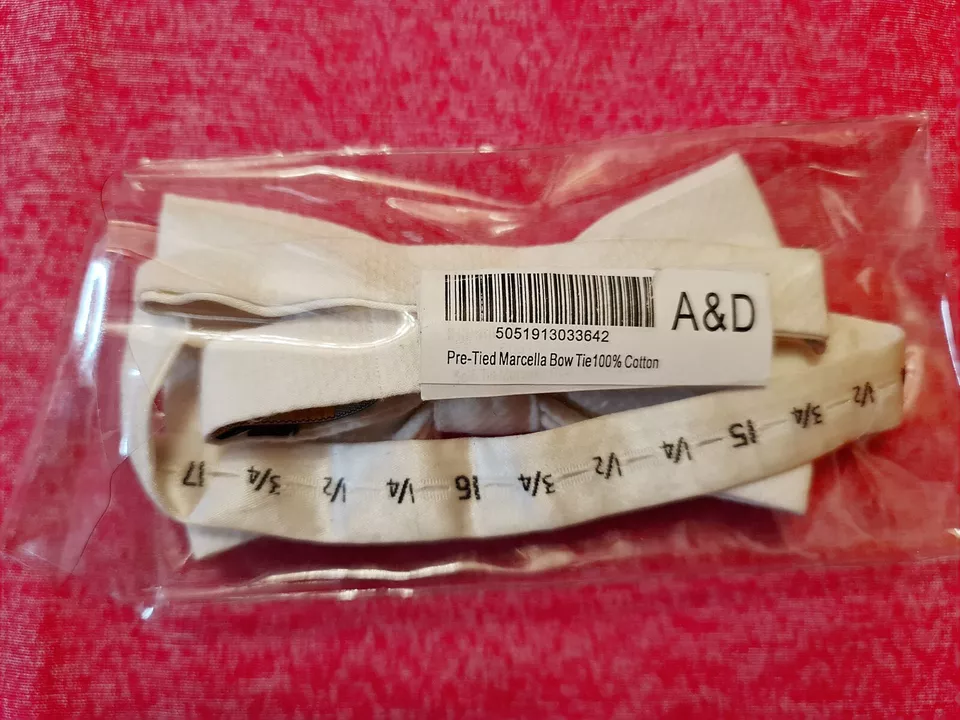 A&D
5051913033642
Pre-Tied Marcella Bow Tie100% Cotton
17 3/4 1/2 1/4 16 3/4 1/2 1/4 15 3/4 1/2